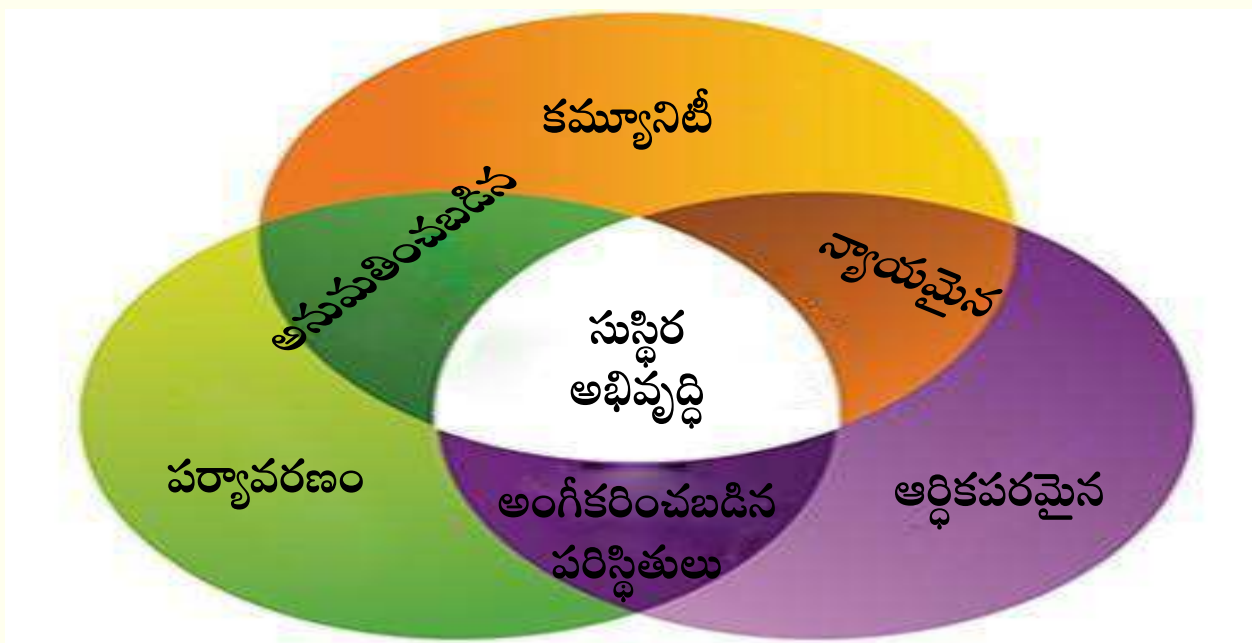 కమ్యూనిటీ
అనుమతించబడిన
న్యాయమైన
సుస్థిర
అభివృద్ధి
పర్యావరణం
అంగీకరించబడిన
పరిస్థితులు
ఆర్ధికపరమైన